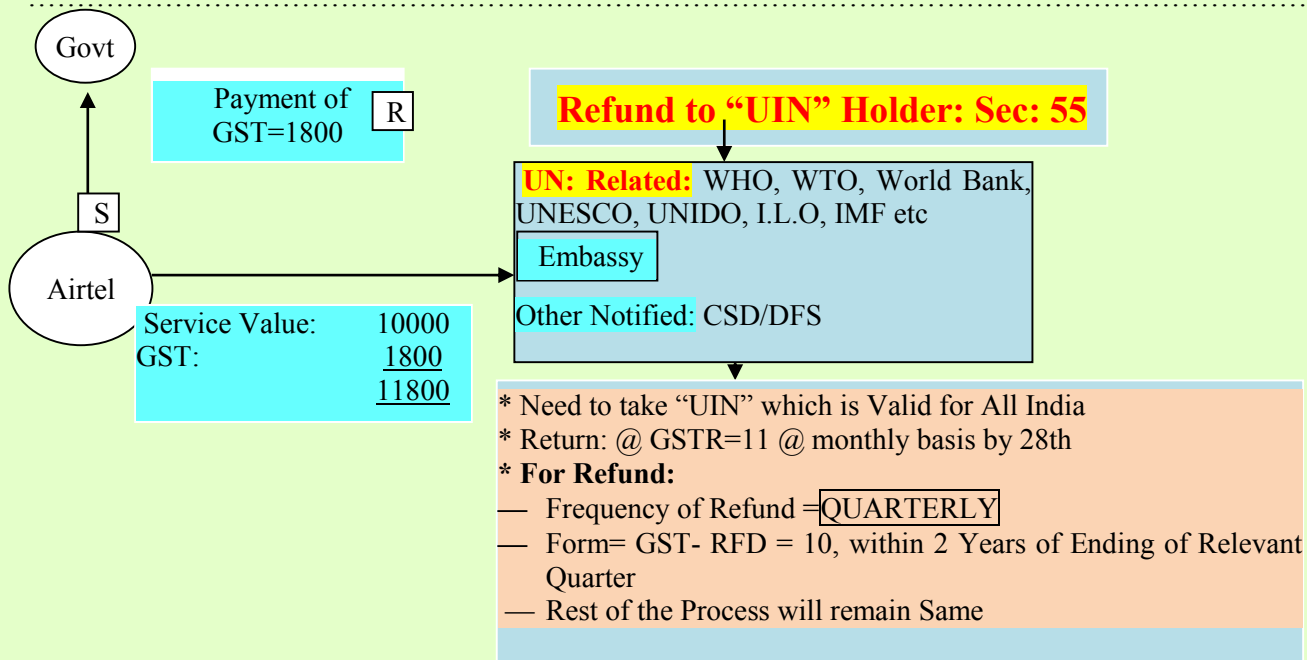 Govt
Payment of
GST=1800
R
Refund to “UIN” Holder: Sec: 55
S
UN: Related: WHO, WTO, World Bank,
UNESCO, UNIDO, I.L.O, IMF etc
Embassy
Other Notified: CSD/DFS
Airtel
Service Value: 10000
GST: 1800
11800
* Need to take “UIN” which is Valid for All India
* Return: @ GSTR=11 @ monthly basis by 28th
* For Refund:
— Frequency of Refund =QUARTERLY
— Form= GST- RFD = 10, within 2 Years of Ending of Relevant
Quarter
— Rest of the Process will remain Same